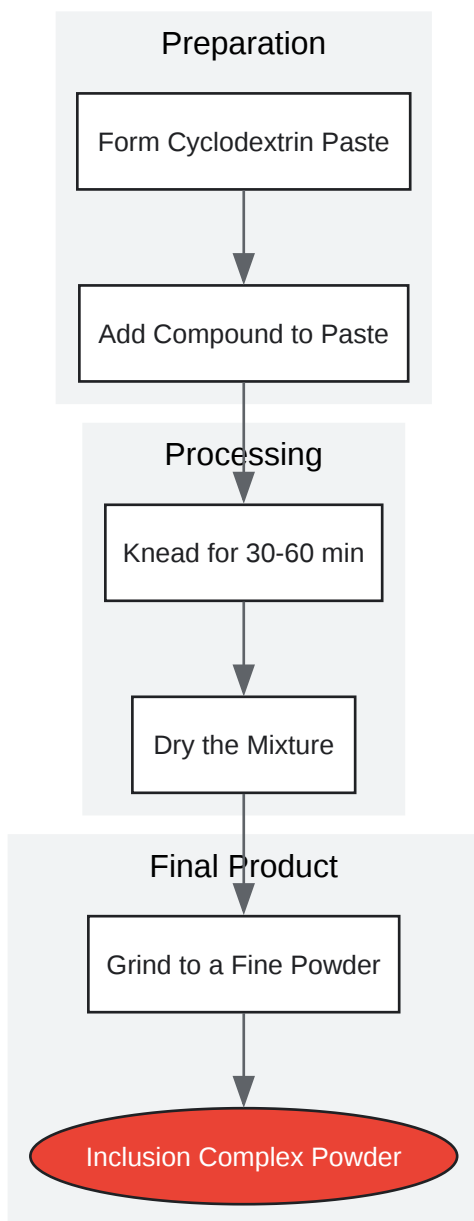 Preparation
Form Cyclodextrin Paste
Add Compound to Paste
Processing
Knead for 30-60 min
Dry the Mixture
Final Product
Grind to a Fine Powder
Inclusion Complex Powder